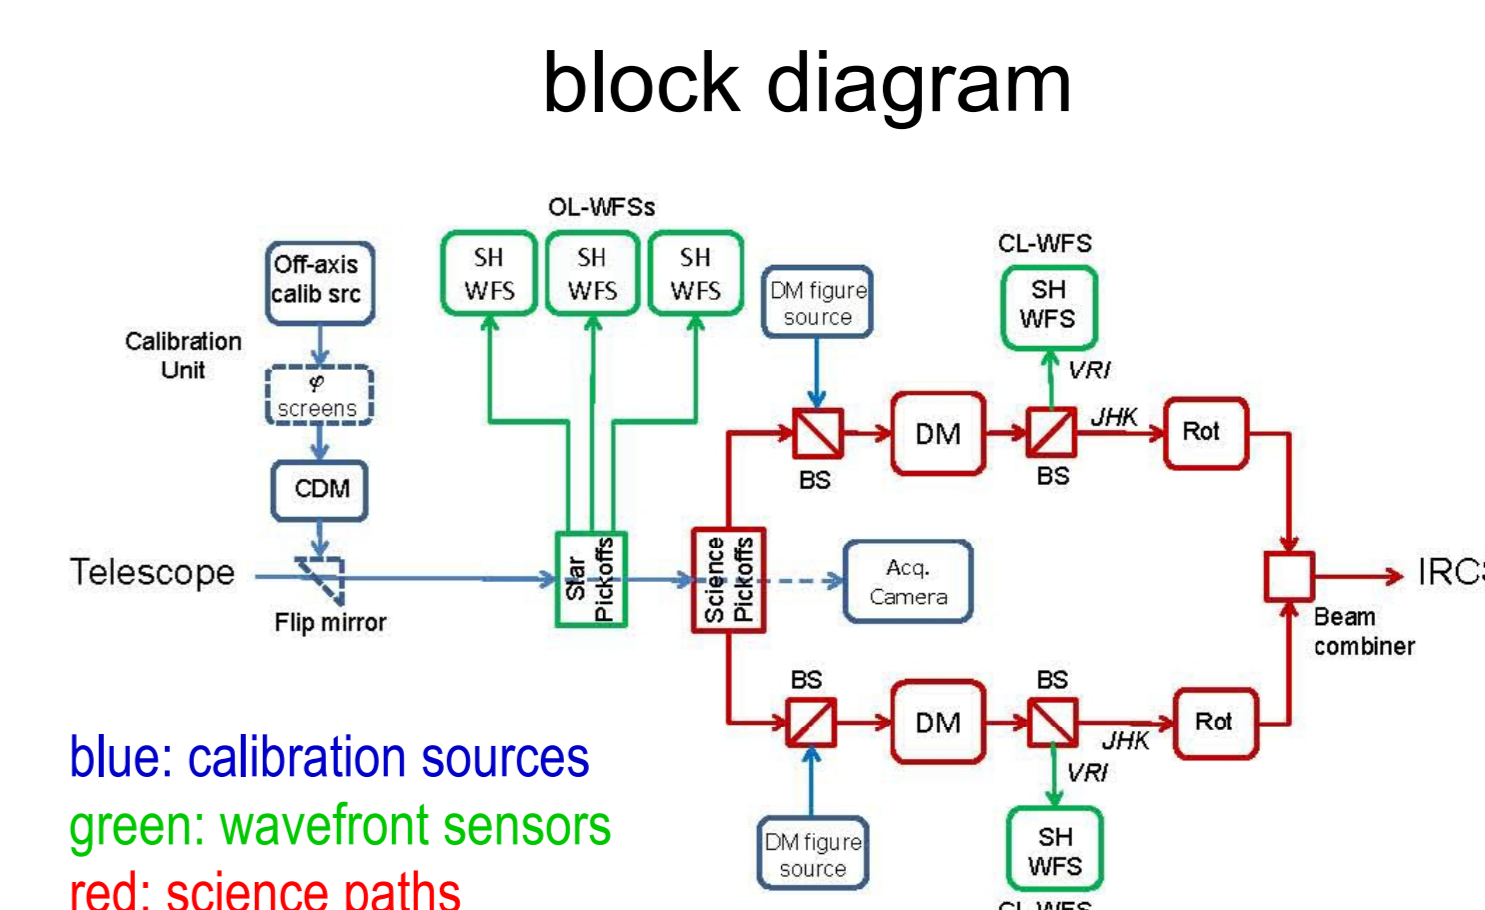 block diagram
OL-WFSs
SH
WFS
SH
WFS
SH
WFS
CL-WFS
SH
WFS
VRI
Off-axis
calib src
Calibration
Unit
φ
screens
CDM
DM figure
source
BS
DM
BS
JHK
Rot
Telescope
Flip mirror
Star
Pickoffs
Science
Pickoffs
Acq.
Camera
Beam
combiner
BS
DM
BS
JHK
VRI
Rot
DM figure
source
SH
WFS
CL-WFS
blue: calibration sources
green: wavefront sensors
red: science paths